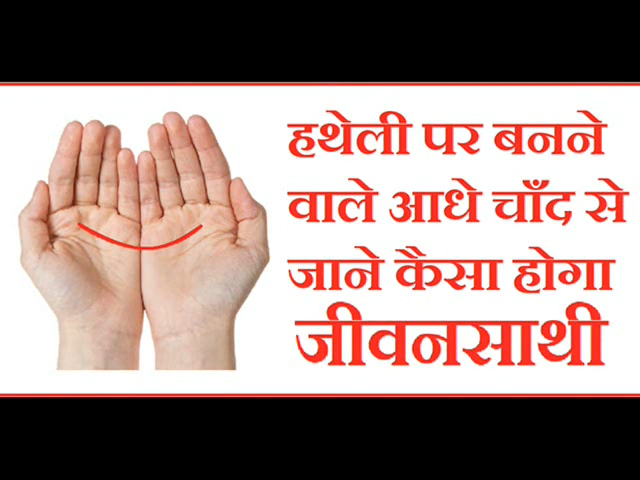 हथेली पर बनने
वाले आधे चाँद से
जाने कैसा होगा
जीवनसाथी